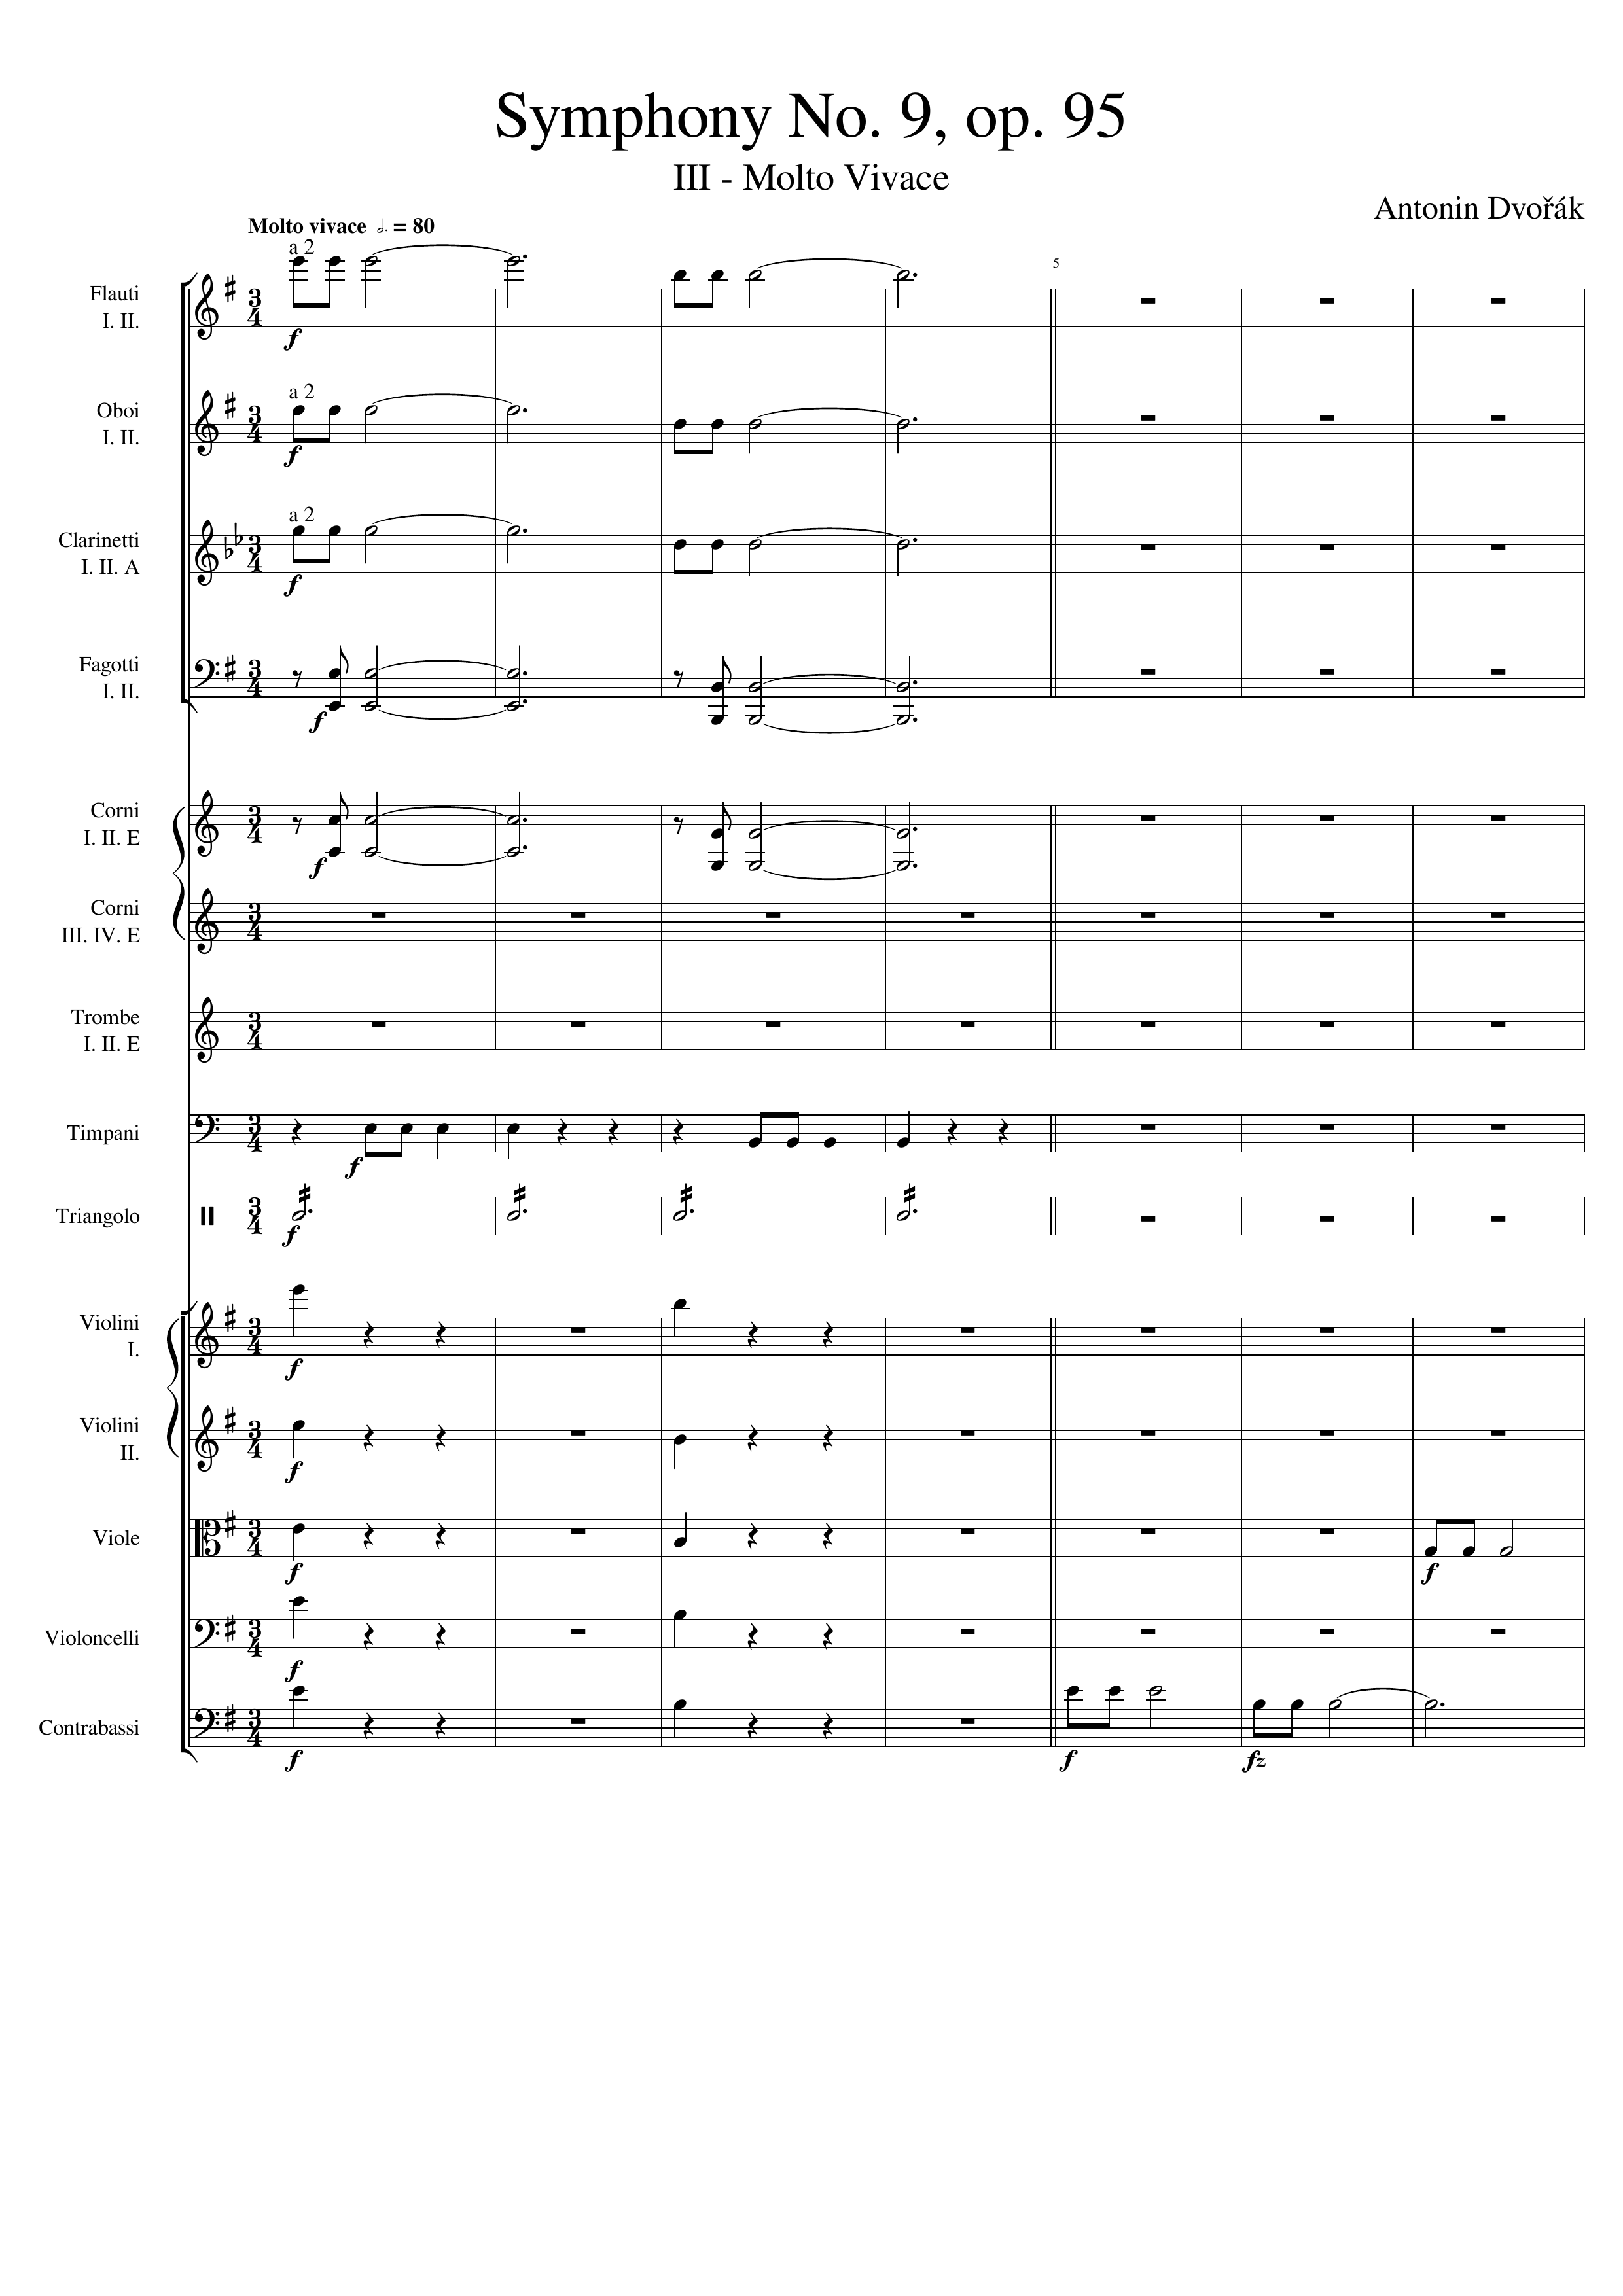 Symphony No. 9, op. 95
III - Molto Vivace
Antonin Dvořák
Molto vivace 𝅗𝅥. = 80
a 2
5
Flauti
I. II.
f
a 2
Oboi
I. II.
f
a 2
Clarinetti
I. II. A
f
Fagotti
I. II.
f
Corni
I. II. E
f
Corni
III. IV. E
Trombe
I. II. E
Timpani
f
Triangolo
f
Violini
I.
f
Violini
II.
f
Viole
f f
Violoncelli
f
Contrabassi
f f fz